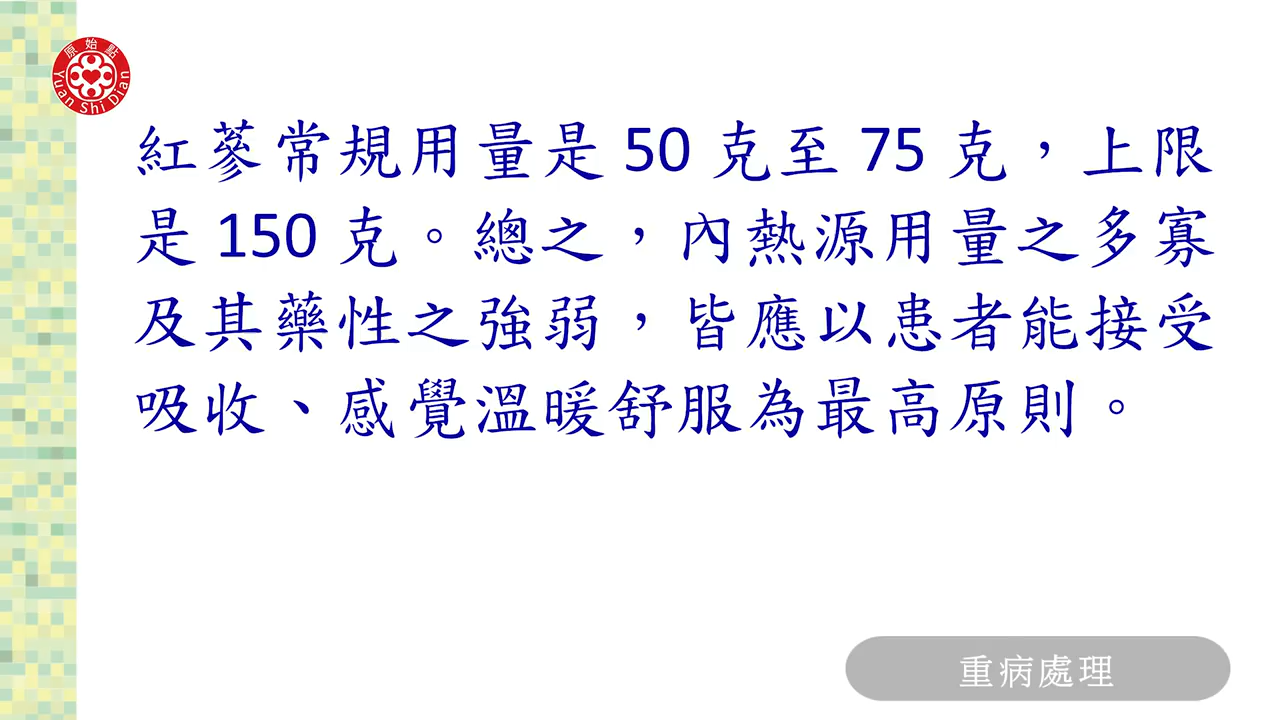 原始點
Yuan Shi Dian
紅蔘常規用量是 50 克至 75 克，上限
是 150 克。總之，內熱源用量之多寡
及其藥性之強弱，皆應以患者能接受
吸收、感覺溫暖舒服為最高原則。
重病處理